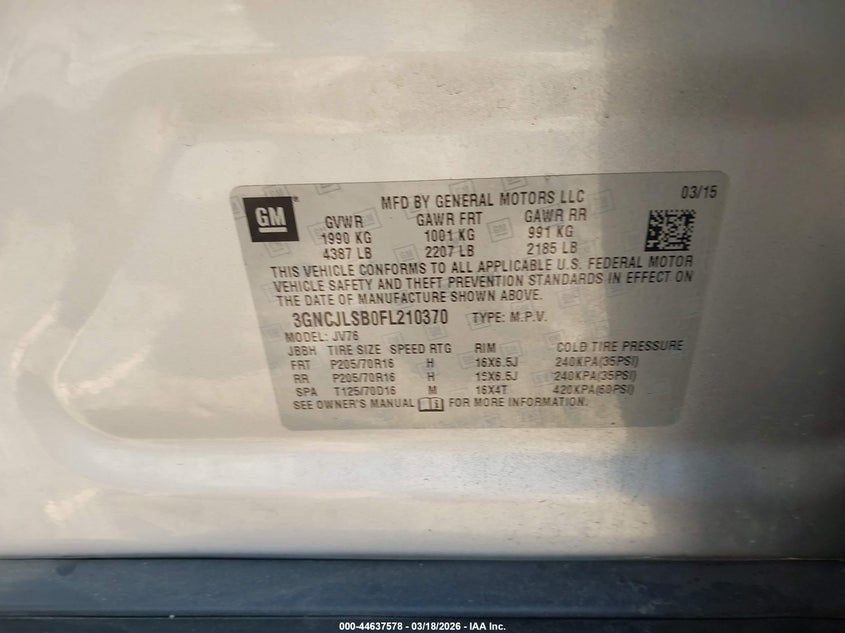 GM
MFD BY GENERAL MOTORS LLC 03/15
GVWR GAWR FRT GAWR RR
1990 KG 1001 KG 991 KG
4387 LB 2207 LB 2185 LB
THIS VEHICLE CONFORMS TO ALL APPLICABLE U.S. FEDERAL MOTOR
VEHICLE SAFETY AND THEFT PREVENTION STANDARDS IN EFFECT ON
THE DATE OF MANUFACTURE SHOWN ABOVE.
3GNCJLSB0FL210370 TYPE: M.P.V.
MODEL: JV76
JBBH TIRE SIZE SPEED RTG RIM COLD TIRE PRESSURE
FRT P205/70R16 H 16X6.5J 240KPA(35PSI)
RR P205/70R16 H 16X6.5J 240KPA(35PSI)
SPA T125/70D16 M 16X4T 420KPA(60PSI)
SEE OWNER'S MANUAL FOR MORE INFORMATION.
000-44637578 - 03/18/2026 - IAA Inc.